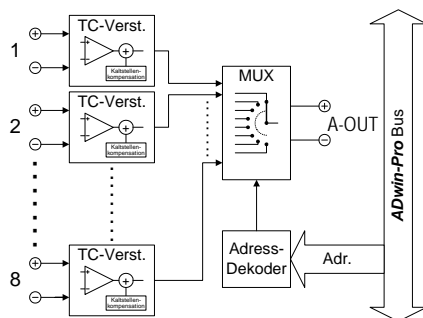 TC-Verst.
1
+
−
+
Kaltstellen-
kompensation
TC-Verst.
2
+
−
+
Kaltstellen-
kompensation
TC-Verst.
8
+
−
+
Kaltstellen-
kompensation
MUX
+
−
A-OUT
Adress-
Dekoder
Adr.
ADwin-Pro Bus